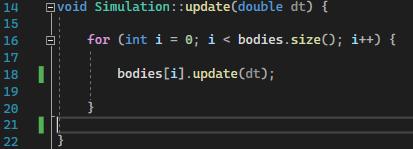 14 void Simulation::update(double dt) {
15
16 for (int i = 0; i < bodies.size(); i++) {
17
18 bodies[i].update(dt);
19
20 }
21
22 }